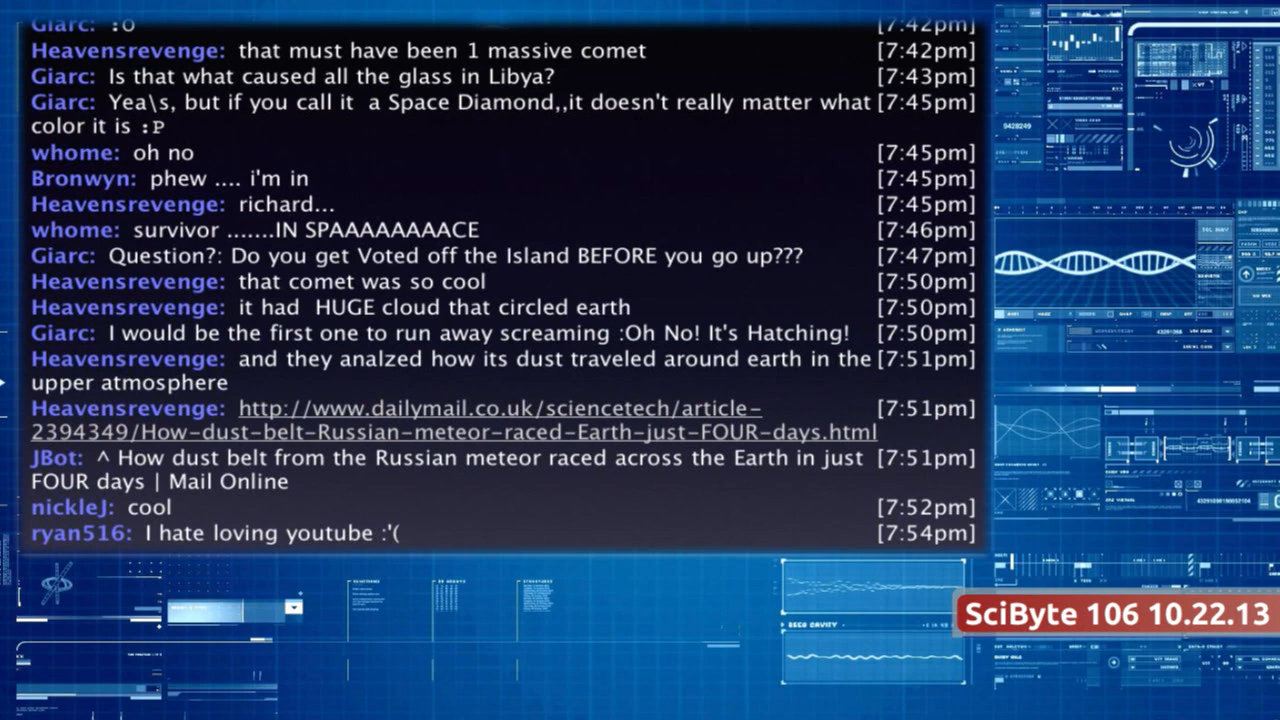 Giarc: :O [7:42pm]
Heavensrevenge: that must have been 1 massive comet [7:42pm]
Giarc: Is that what caused all the glass in Libya? [7:43pm]
Giarc: Yea\s, but if you call it a Space Diamond,,it doesn't really matter what [7:45pm]
color it is :P
whome: oh no [7:45pm]
Bronwyn: phew .... i'm in [7:45pm]
Heavensrevenge: richard... [7:45pm]
whome: survivor .......IN SPAAAAAAAACE [7:46pm]
Giarc: Question?: Do you get Voted off the Island BEFORE you go up??? [7:47pm]
Heavensrevenge: that comet was so cool [7:50pm]
Heavensrevenge: it had HUGE cloud that circled earth [7:50pm]
Giarc: I would be the first one to run away screaming :Oh No! It's Hatching! [7:50pm]
Heavensrevenge: and they analzed how its dust traveled around earth in the [7:51pm]
upper atmosphere
Heavensrevenge: http://www.dailymail.co.uk/sciencetech/article- [7:51pm]
2394349/How-dust-belt-Russian-meteor-raced-Earth-just-FOUR-days.html
JBot: ^ How dust belt from the Russian meteor raced across the Earth in just [7:51pm]
FOUR days | Mail Online
nickleJ: cool [7:52pm]
ryan516: I hate loving youtube :'( [7:54pm]
SciByte 106 10.22.13